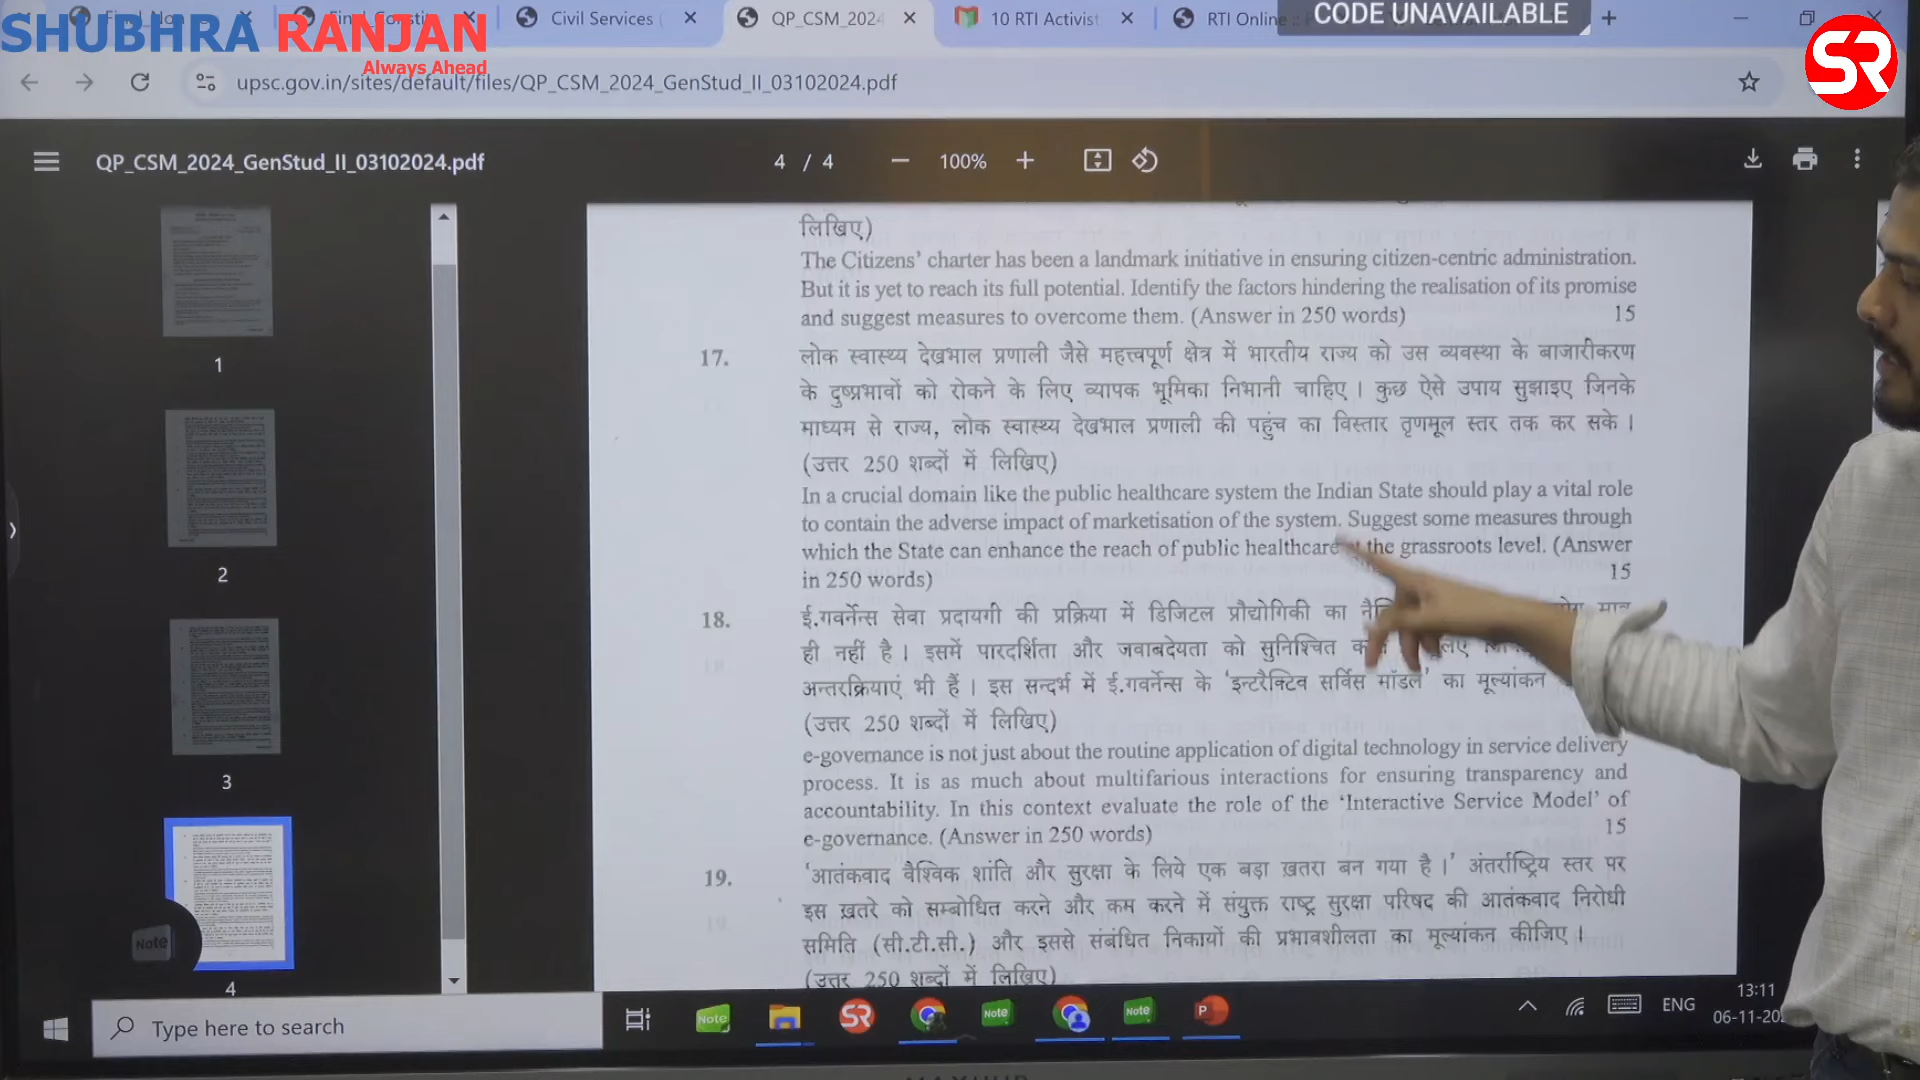 SHUBHRA RANJAN
Always Ahead
Civil Services (
QP_CSM_2024
10 RTI Activist
RTI Online
CODE UNAVAILABLE
SR
upsc.gov.in/sites/default/files/QP_CSM_2024_GenStud_II_03102024.pdf
QP_CSM_2024_GenStud_II_03102024.pdf
4 / 4
100%
1
2
3
4
लिखिए)
The Citizens' charter has been a landmark initiative in ensuring citizen-centric administration.
But it is yet to reach its full potential. Identify the factors hindering the realisation of its promise
and suggest measures to overcome them. (Answer in 250 words) 15
17. लोक स्वास्थ्य देखभाल प्रणाली जैसे महत्त्वपूर्ण क्षेत्र में भारतीय राज्य को उस व्यवस्था के बाजारीकरण
के दुष्प्रभावों को रोकने के लिए व्यापक भूमिका निभानी चाहिए। कुछ ऐसे उपाय सुझाइए जिनके
माध्यम से राज्य, लोक स्वास्थ्य देखभाल प्रणाली की पहुंच का विस्तार तृणमूल स्तर तक कर सके।
(उत्तर 250 शब्दों में लिखिए)
In a crucial domain like the public healthcare system the Indian State should play a vital role
to contain the adverse impact of marketisation of the system. Suggest some measures through
which the State can enhance the reach of public healthcare at the grassroots level. (Answer
in 250 words) 15
18. ई.गवर्नेन्स सेवा प्रदायगी की प्रक्रिया में डिजिटल प्रौद्योगिकी का
ही नहीं है। इसमें पारदर्शिता और जवाबदेयता को सुनिश्चित
अन्तरक्रियाएं भी हैं। इस सन्दर्भ में ई.गवर्नेन्स के 'इन्टरैक्टिव सर्विस मॉडल' का मूल्यांकन
(उत्तर 250 शब्दों में लिखिए)
e-governance is not just about the routine application of digital technology in service delivery
process. It is as much about multifarious interactions for ensuring transparency and
accountability. In this context evaluate the role of the 'Interactive Service Model' of
e-governance. (Answer in 250 words) 15
19. 'आतंकवाद वैश्विक शांति और सुरक्षा के लिये एक बड़ा ख़तरा बन गया है।' अंतर्राष्ट्रिय स्तर पर
इस ख़तरे को सम्बोधित करने और कम करने में संयुक्त राष्ट्र सुरक्षा परिषद की आतंकवाद निरोधी
समिति (सी.टी.सी.) और इससे संबंधित निकायों की प्रभावशीलता का मूल्यांकन कीजिए।
(उत्तर 250 शब्दों में लिखिए)
Note
Type here to search
Note
SR
Note
Note
P
ENG
13:11
06-11-20